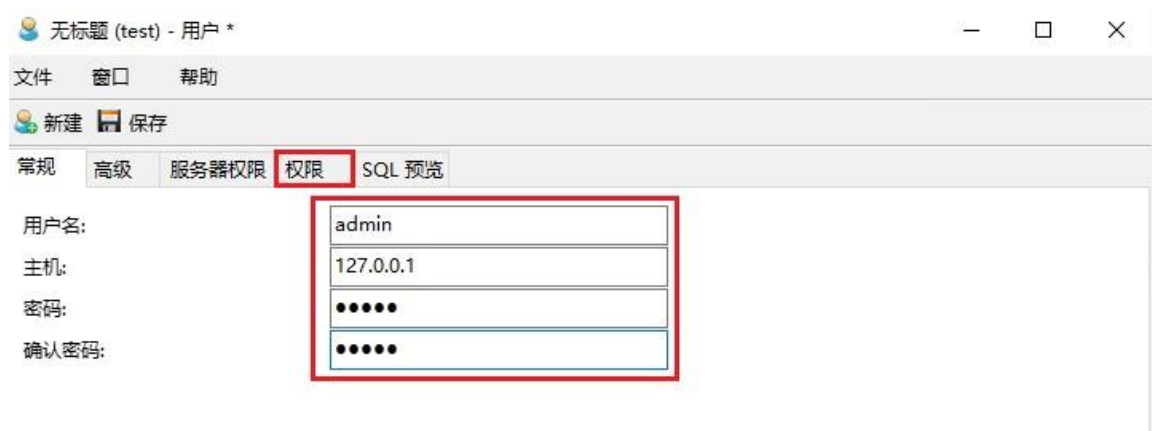 无标题 (test) - 用户 *
文件 窗口 帮助
新建 保存
常规 高级 服务器权限 权限 SQL 预览
用户名: admin
主机: 127.0.0.1
密码: ●●●●●
确认密码: ●●●●●